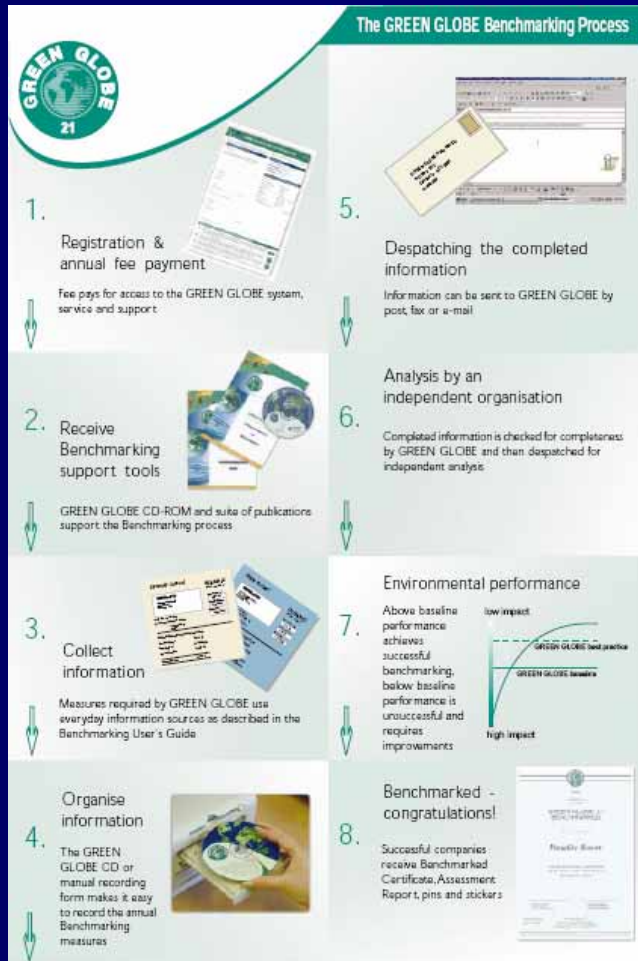 The GREEN GLOBE Benchmarking Process
GREEN GLOBE
21
1.
Registration &
annual fee payment
Fee pays for access to the GREEN GLOBE system,
service and support
2.
Receive
Benchmarking
support tools
GREEN GLOBE CD-ROM and suite of publications
support the Benchmarking process
3.
Collect
information
Measures required by GREEN GLOBE use
everyday information sources as described in the
Benchmarking User's Guide
4.
Organise
information
The GREEN
GLOBE CD or
manual recording
form makes it easy
to record the annual
Benchmarking
measures
5.
Despatching the completed
information
Information can be sent to GREEN GLOBE by
post, fax or e-mail
6.
Analysis by an
independent organisation
Completed information is checked for completeness
by GREEN GLOBE and then despatched for
independent analysis
7.
Environmental performance
Above baseline
performance
achieves
successful
benchmarking,
below baseline
performance is
unsuccessful and
requires
improvements
low impact
GREEN GLOBE best practice
GREEN GLOBE baseline
high impact
8.
Benchmarked -
congratulations!
Successful companies
receive Benchmarked
Certificate, Assessment
Report, pins and stickers